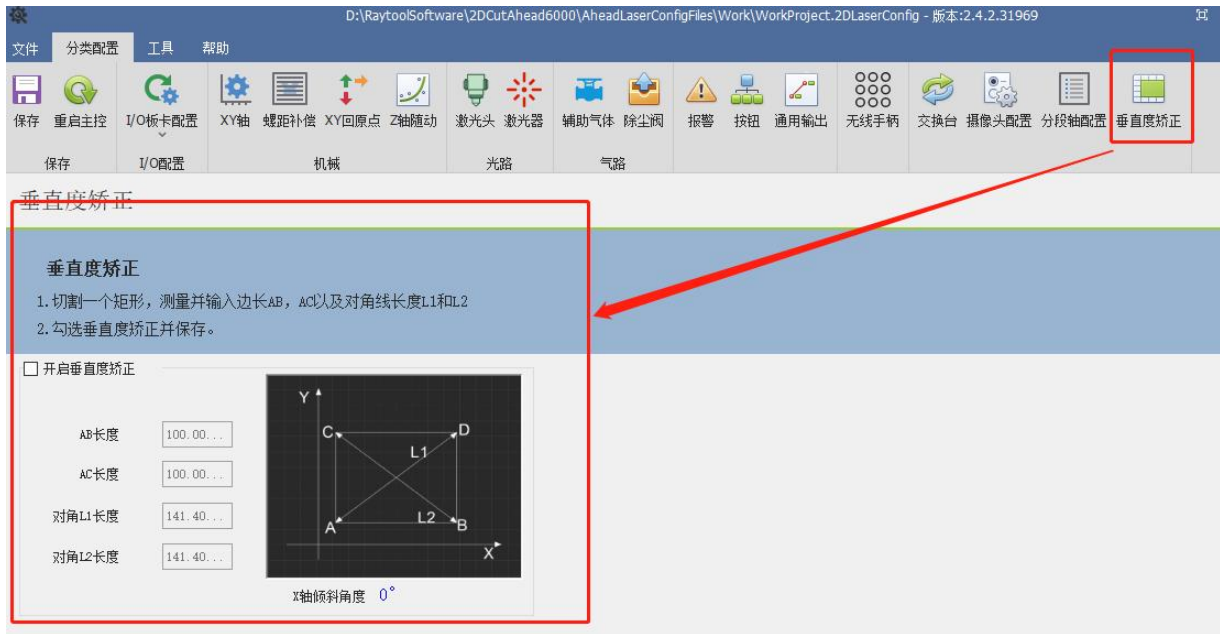 D:\RaytoolSoftware\2DCutAhead6000\AheadLaserConfigFiles\Work\WorkProject.2DLaserConfig - 版本:2.4.2.31969
文件 分类配置 工具 帮助
保存 重启主控 I/O板卡配置 XY轴 螺距补偿 XY回原点 Z轴随动 激光头 激光器 辅助气体 除尘阀 报警 按钮 通用输出 无线手柄 交换台 摄像头配置 分段轴配置 垂直度矫正
保存 I/O配置 机械 光路 气路
垂直度矫正
垂直度矫正
1.切割一个矩形，测量并输入边长AB，AC以及对角线长度L1和L2
2.勾选垂直度矫正并保存。
开启垂直度矫正
AB长度 100.00...
AC长度 100.00...
对角L1长度 141.40...
对角L2长度 141.40...
Y
C D
L1
L2
A B
X
X轴倾斜角度 0°